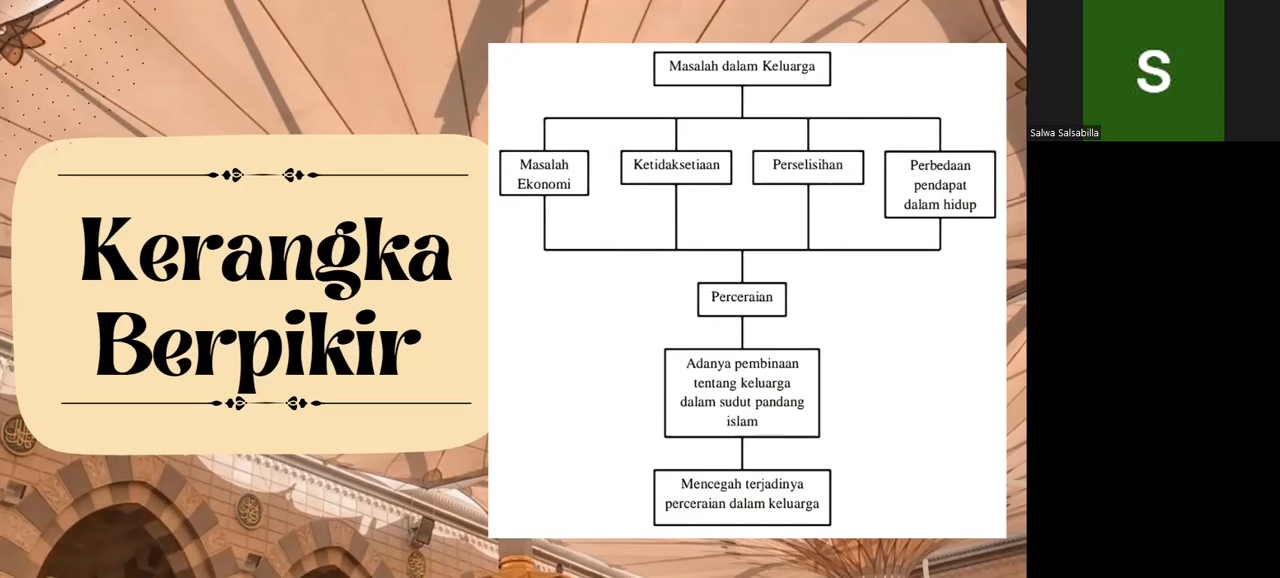 Kerangka
Berpikir
Masalah dalam Keluarga
Masalah
Ekonomi
Ketidaksetiaan
Perselisihan
Perbedaan
pendapat
dalam hidup
Perceraian
Adanya pembinaan
tentang keluarga
dalam sudut pandang
islam
Mencegah terjadinya
perceraian dalam keluarga
S
Salwa Salsabilla